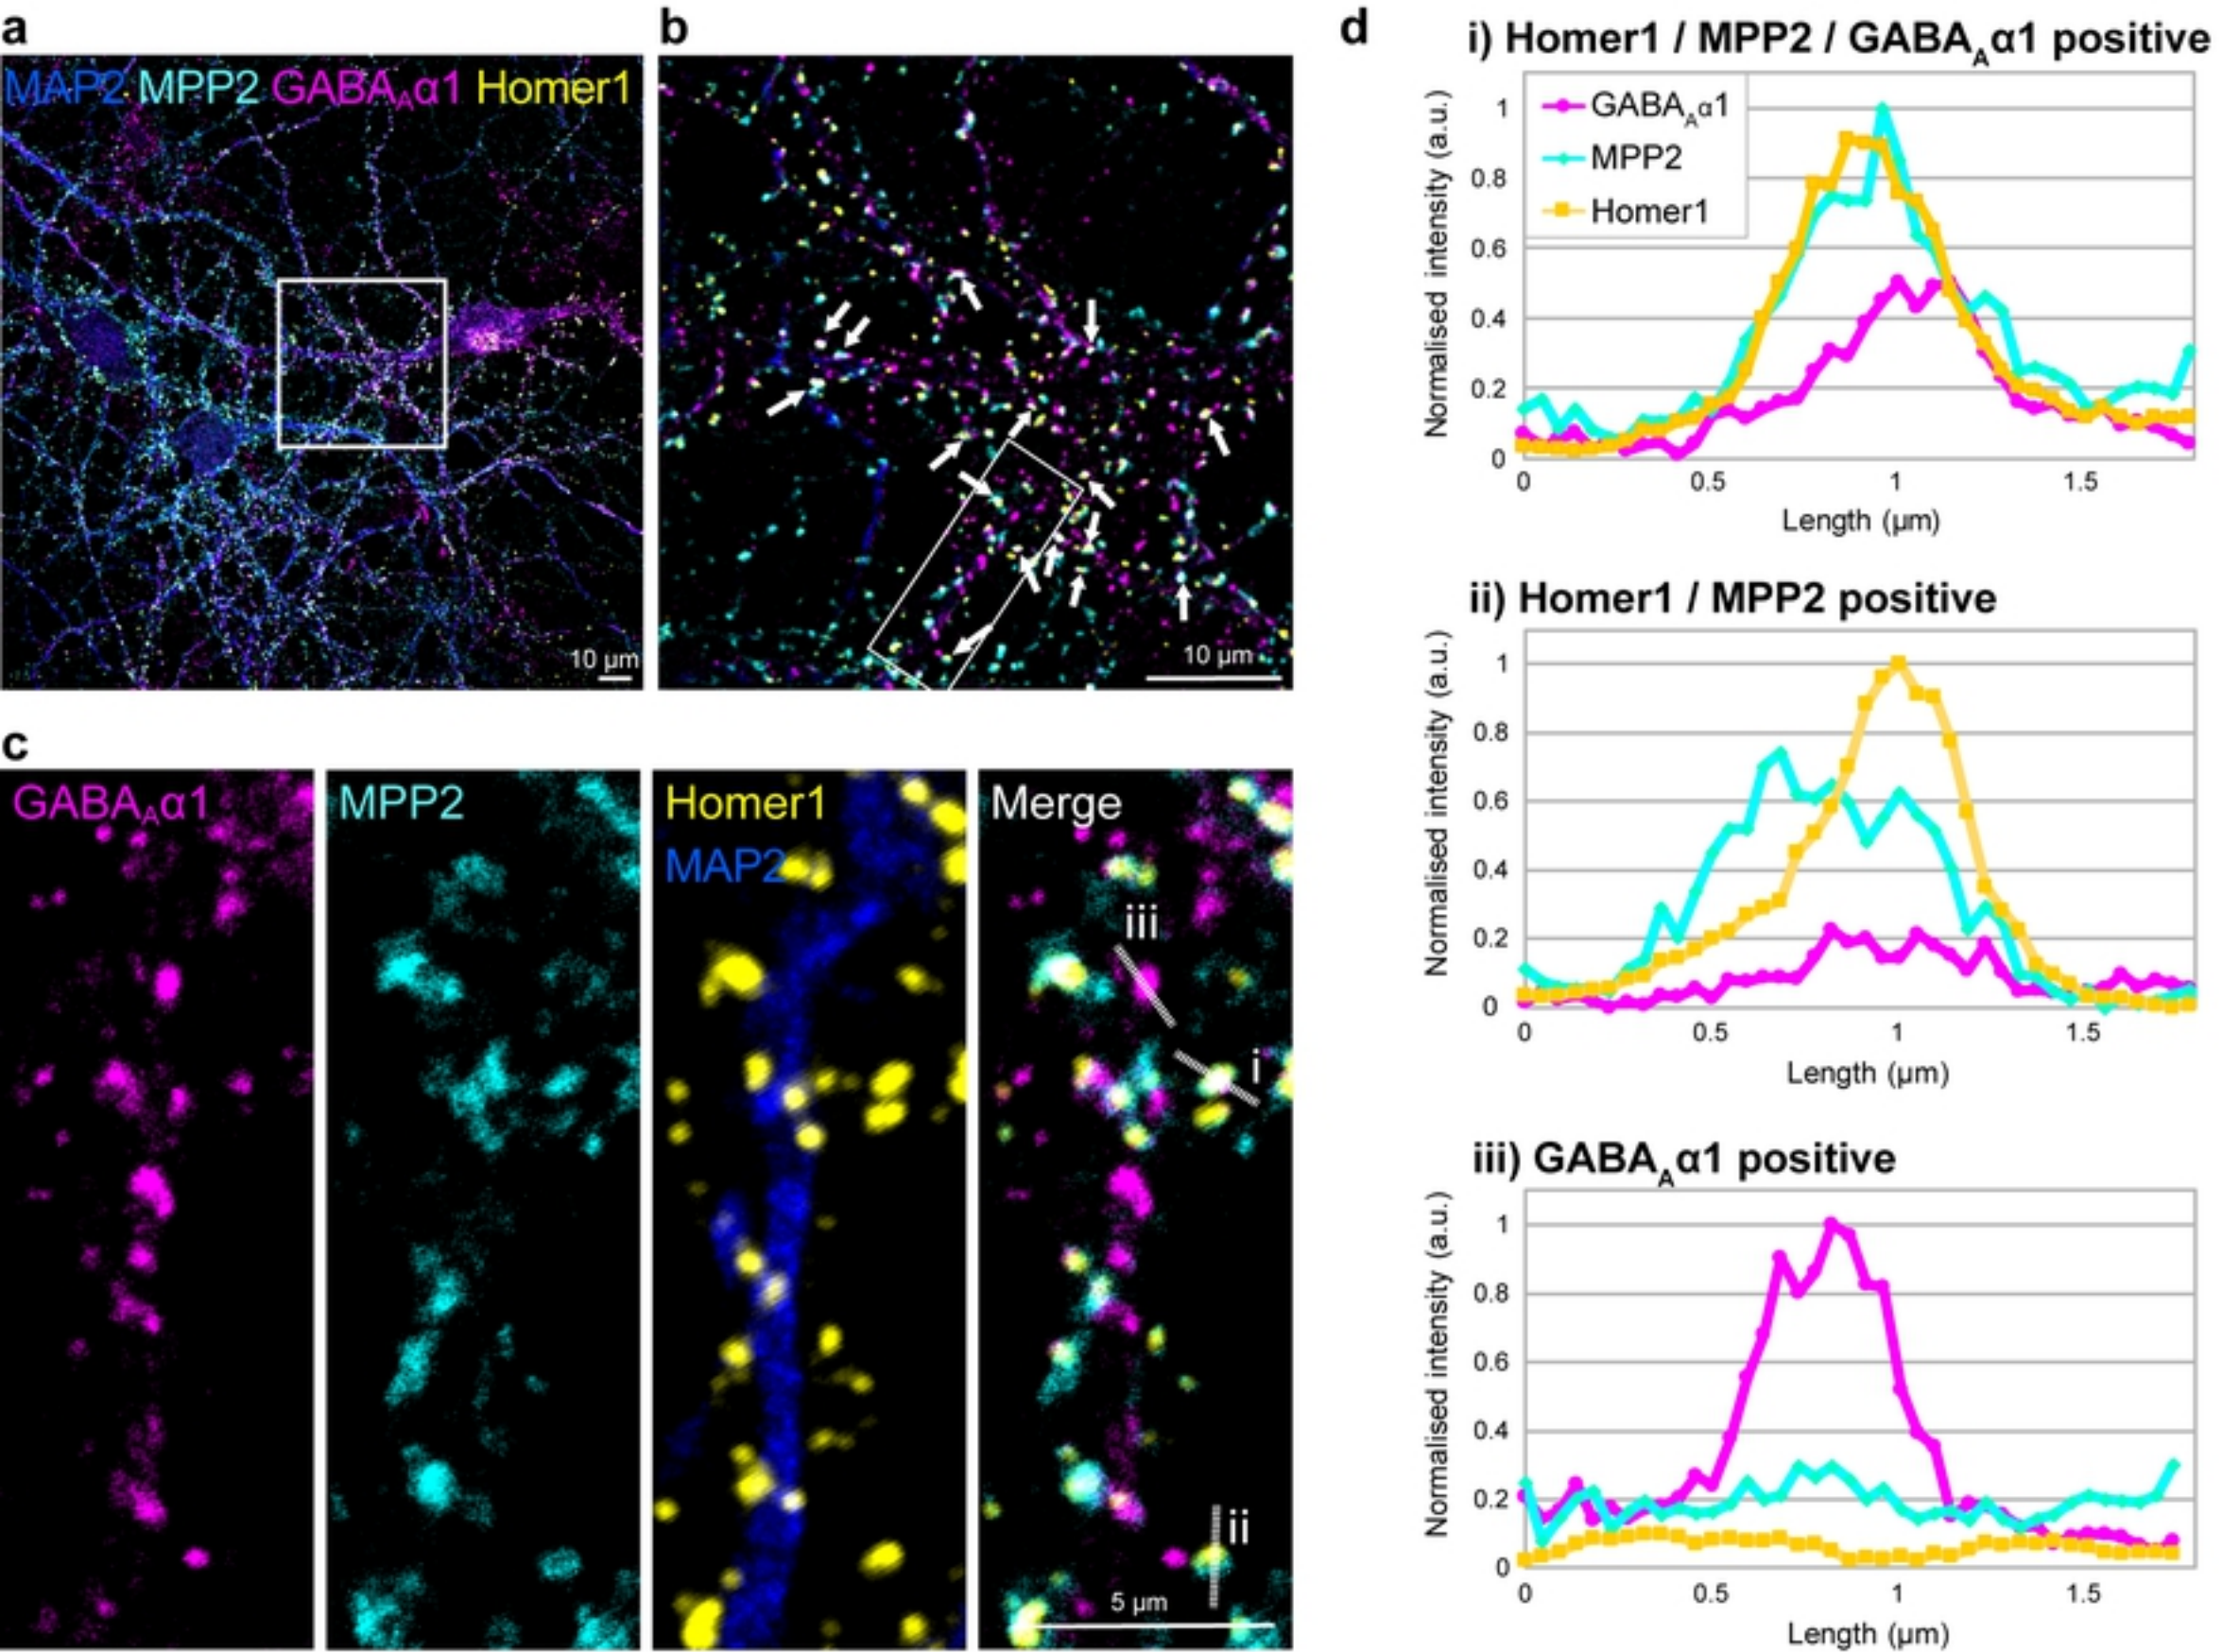 a
MAP2 MPP2 GABAAα1 Homer1
10 µm
b
10 µm
c
GABAAα1
MPP2
Homer1
MAP2
Merge
iii
i
ii
5 µm
d
i) Homer1 / MPP2 / GABAAα1 positive
Normalised intensity (a.u.)
GABAAα1
MPP2
Homer1
1
0.8
0.6
0.4
0.2
0
0 0.5 1 1.5
Length (µm)
ii) Homer1 / MPP2 positive
Normalised intensity (a.u.)
1
0.8
0.6
0.4
0.2
0
0 0.5 1 1.5
Length (µm)
iii) GABAAα1 positive
Normalised intensity (a.u.)
1
0.8
0.6
0.4
0.2
0
0 0.5 1 1.5
Length (µm)